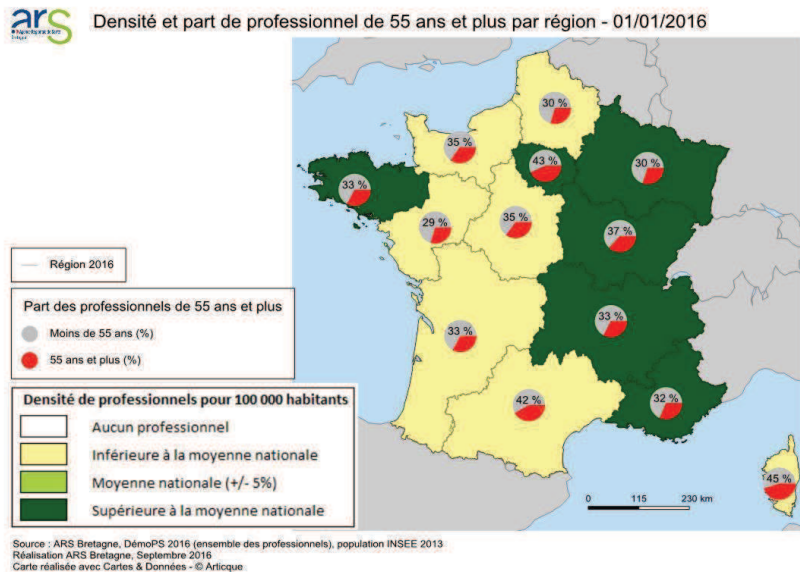 ars
Densité et part de professionnel de 55 ans et plus par région - 01/01/2016
30 %
35 %
43 %
30 %
33 %
29 %
35 %
37 %
Région 2016
Part des professionnels de 55 ans et plus
Moins de 55 ans (%)
55 ans et plus (%)
33 %
33 %
42 %
32 %
45 %
Densité de professionnels pour 100 000 habitants
Aucun professionnel
Inférieure à la moyenne nationale
Moyenne nationale (+/- 5%)
Supérieure à la moyenne nationale
0 115 230 km
Source : ARS Bretagne, DémoPS 2016 (ensemble des professionnels), population INSEE 2013
Réalisation ARS Bretagne, Septembre 2016
Carte réalisée avec Cartes & Données - © Articque